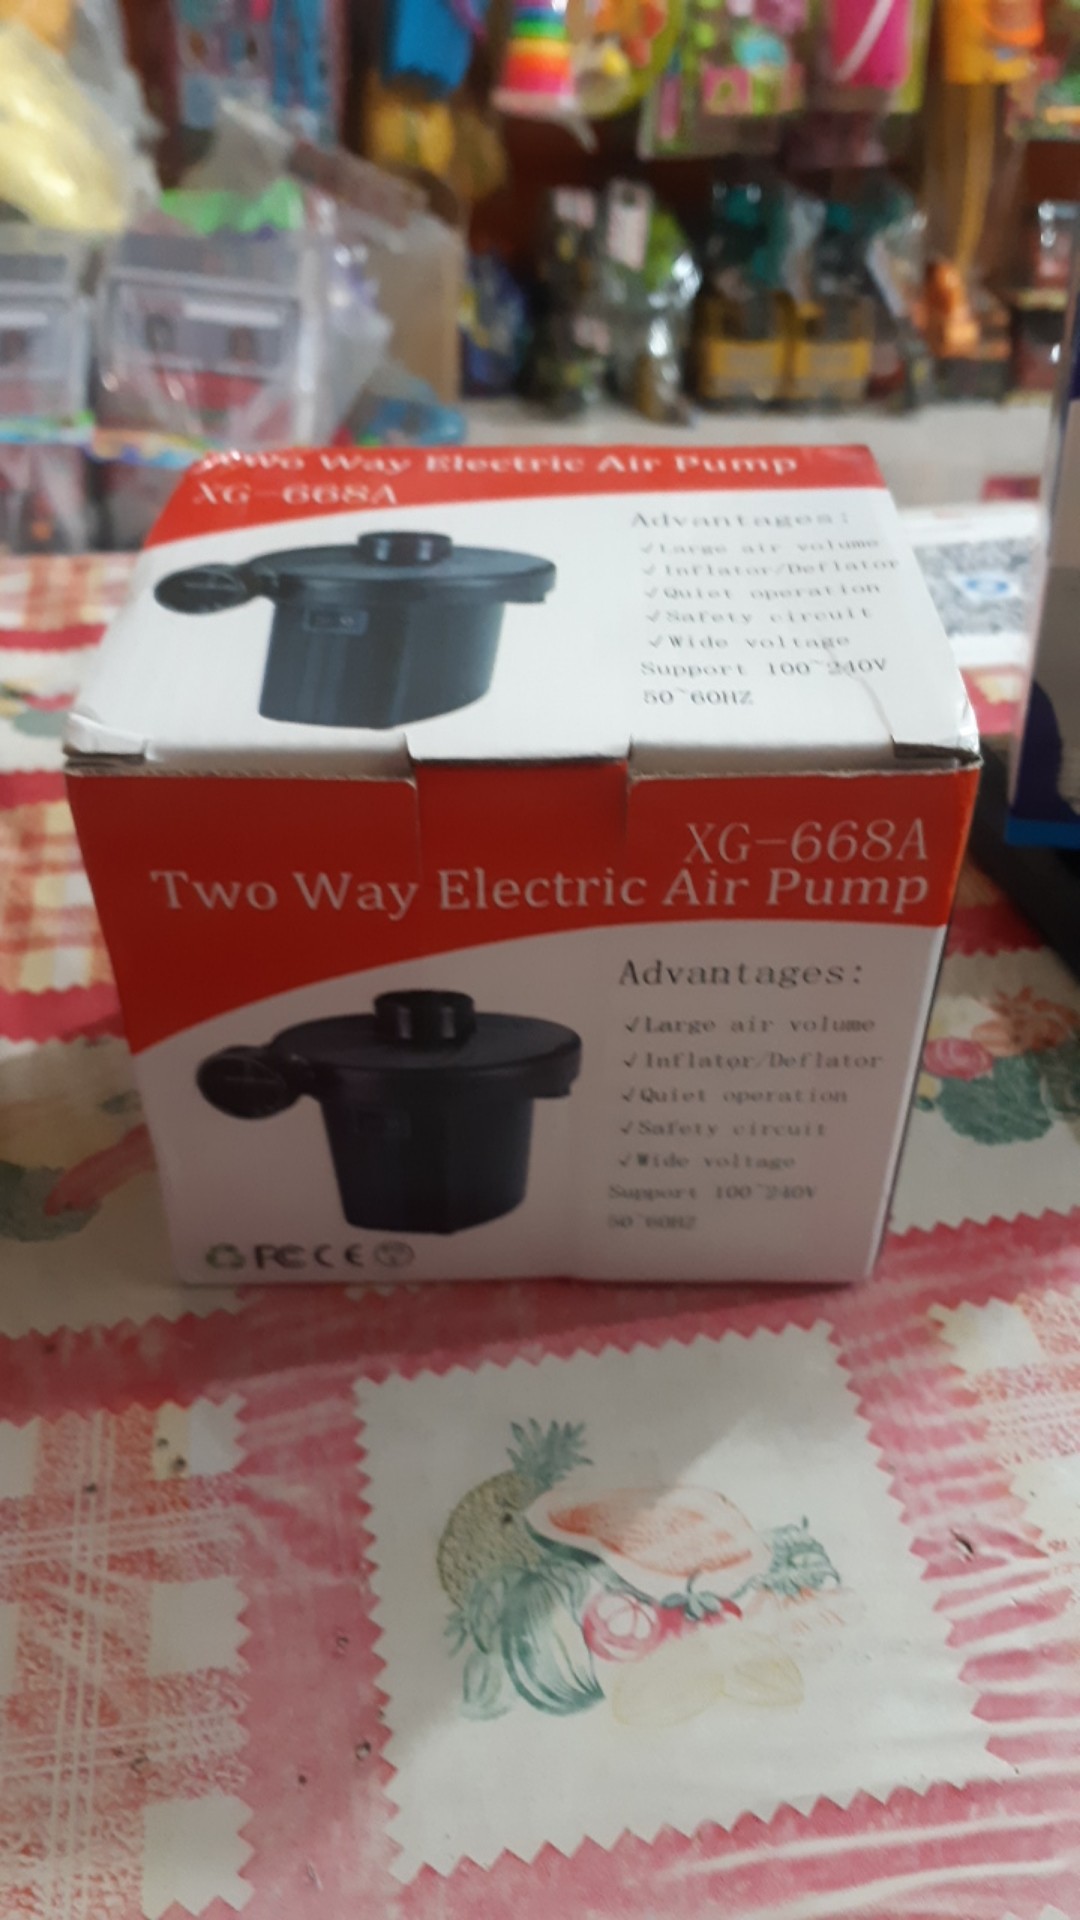 Two Way Electric Air Pump
XG-668A
Advantages:
✓Large air volume
✓Inflator/Deflator
✓Quiet operation
✓Safety circuit
✓Wide voltage
Support 100~240V
50~60HZ
XG-668A
Two Way Electric Air Pump
Advantages:
✓Large air volume
✓Inflator/Deflator
✓Quiet operation
✓Safety circuit
✓Wide voltage
Support 100~240V
50~60HZ
FC CE